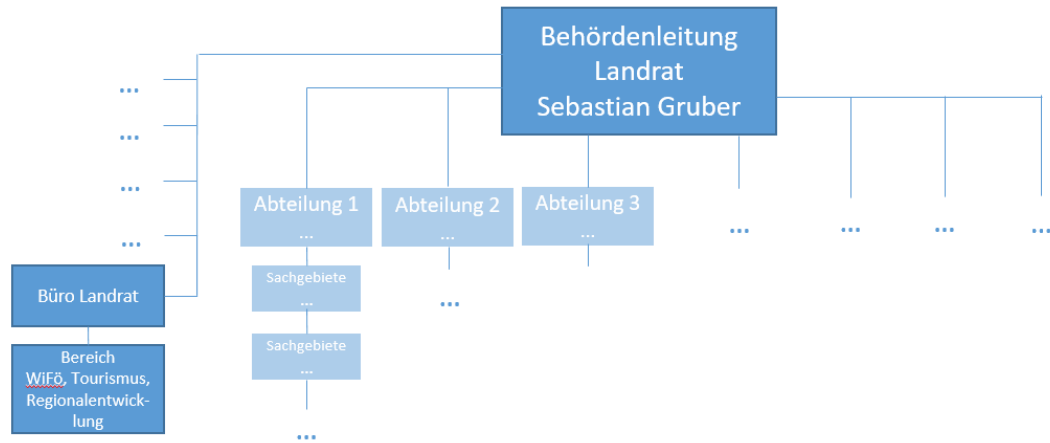 Behördenleitung
Landrat
Sebastian Gruber
...
...
...
...
Abteilung 1
...
Abteilung 2
...
Abteilung 3
...
...
...
...
...
Sachgebiete
...
...
Sachgebiete
...
...
Büro Landrat
Bereich
WiFö, Tourismus,
Regionalentwick-
lung